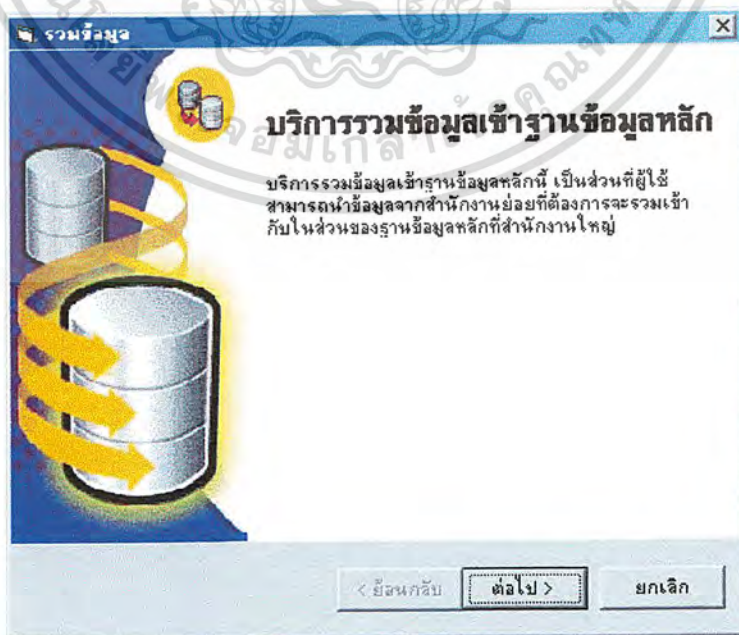 รวมข้อมูล
บริการรวมข้อมูลเข้าฐานข้อมูลหลัก
บริการรวมข้อมูลเข้าฐานข้อมูลหลักนี้ เป็นส่วนที่ผู้ใช้
สามารถนำข้อมูลจากสำนักงานย่อยที่ต้องการจะรวมเข้า
กับในส่วนของฐานข้อมูลหลักที่สำนักงานใหญ่
< ย้อนกลับ
ต่อไป >
ยกเลิก